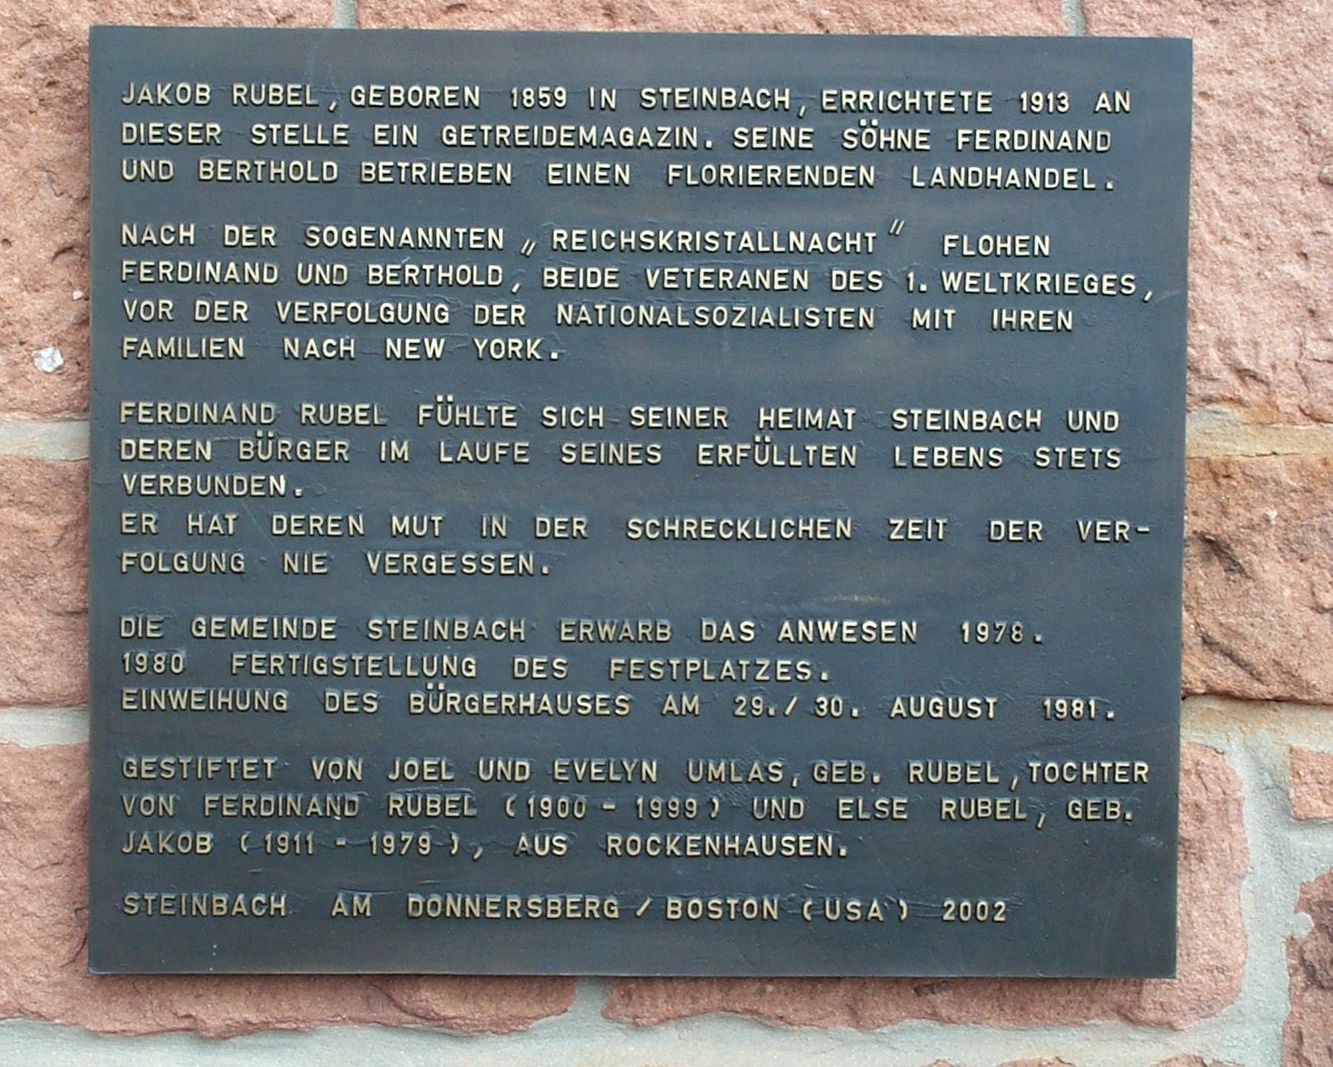 JAKOB RUBEL, GEBOREN 1859 IN STEINBACH, ERRICHTETE 1913 AN
DIESER STELLE EIN GETREIDEMAGAZIN. SEINE SÖHNE FERDINAND
UND BERTHOLD BETRIEBEN EINEN FLORIERENDEN LANDHANDEL.
NACH DER SOGENANNTEN „REICHSKRISTALLNACHT” FLOHEN
FERDINAND UND BERTHOLD, BEIDE VETERANEN DES 1. WELTKRIEGES,
VOR DER VERFOLGUNG DER NATIONALSOZIALISTEN MIT IHREN
FAMILIEN NACH NEW YORK.
FERDINAND RUBEL FÜHLTE SICH SEINER HEIMAT STEINBACH UND
DEREN BÜRGER IM LAUFE SEINES ERFÜLLTEN LEBENS STETS
VERBUNDEN.
ER HAT DEREN MUT IN DER SCHRECKLICHEN ZEIT DER VER-
FOLGUNG NIE VERGESSEN.
DIE GEMEINDE STEINBACH ERWARB DAS ANWESEN 1978.
1980 FERTIGSTELLUNG DES FESTPLATZES.
EINWEIHUNG DES BÜRGERHAUSES AM 29./30. AUGUST 1981.
GESTIFTET VON JOEL UND EVELYN UMLAS, GEB. RUBEL, TOCHTER
VON FERDINAND RUBEL (1900 - 1999) UND ELSE RUBEL, GEB.
JAKOB (1911 - 1979), AUS ROCKENHAUSEN.
STEINBACH AM DONNERSBERG / BOSTON (USA) 2002